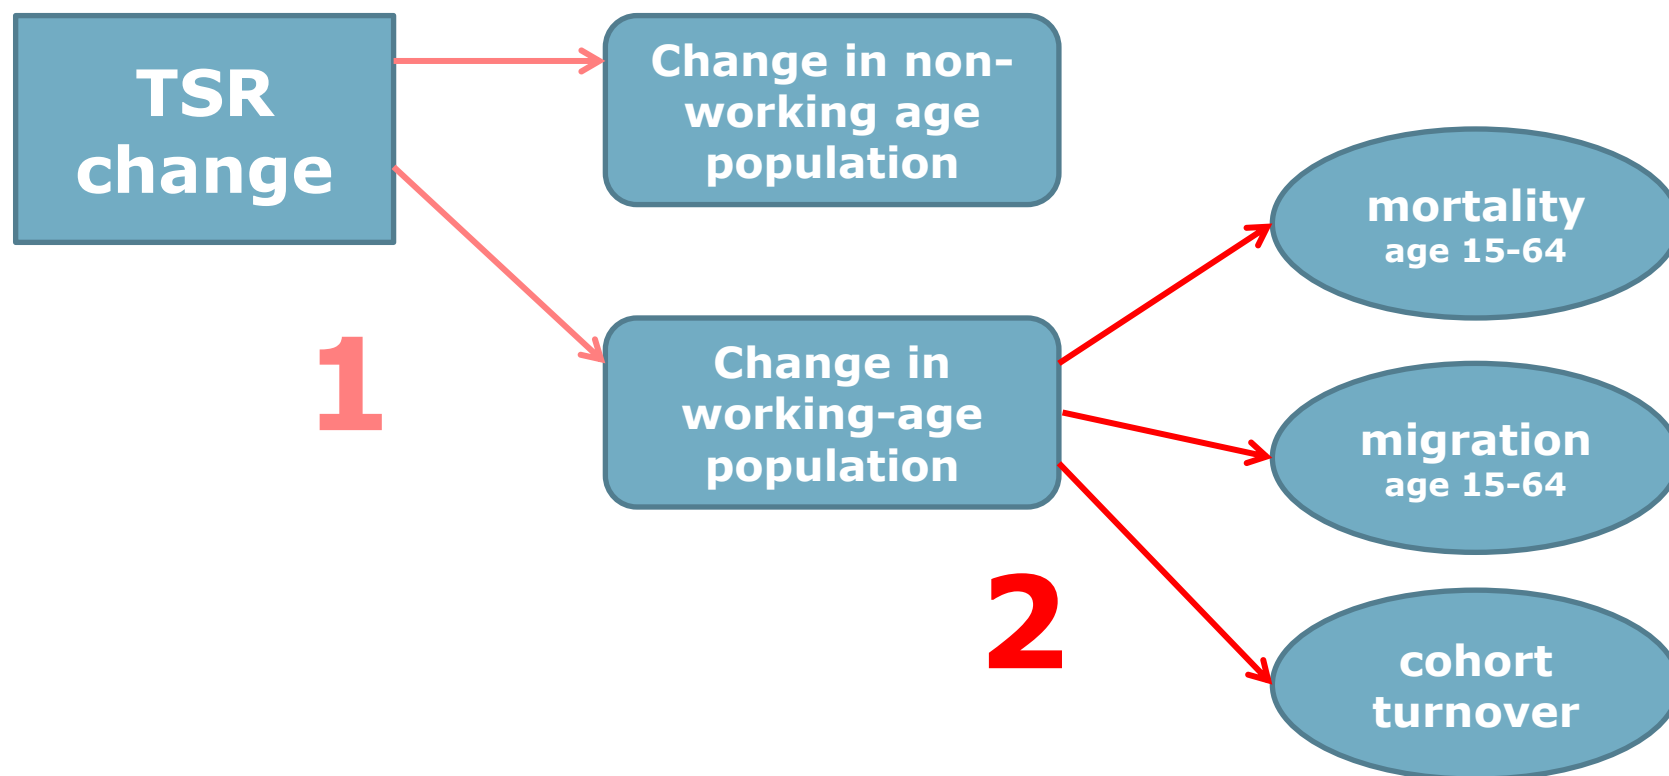 TSR
change
Change in non-
working age
population
1
Change in
working-age
population
2
mortality
age 15-64
migration
age 15-64
cohort
turnover